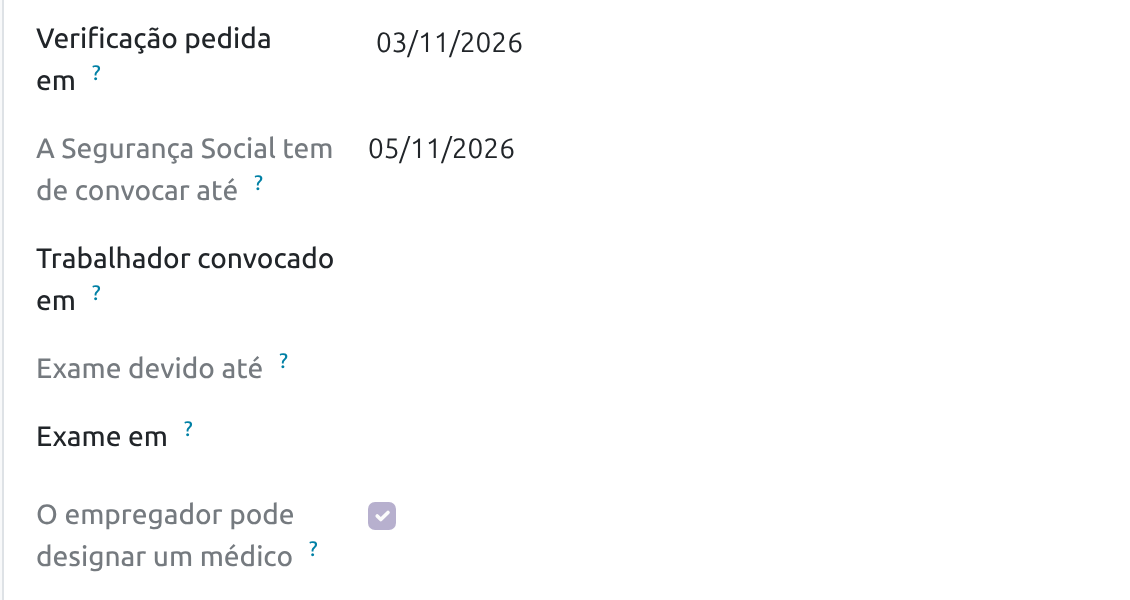 Verificação pedida em ? 03/11/2026
A Segurança Social tem de convocar até ? 05/11/2026
Trabalhador convocado em ?
Exame devido até ?
Exame em ?
O empregador pode designar um médico ?